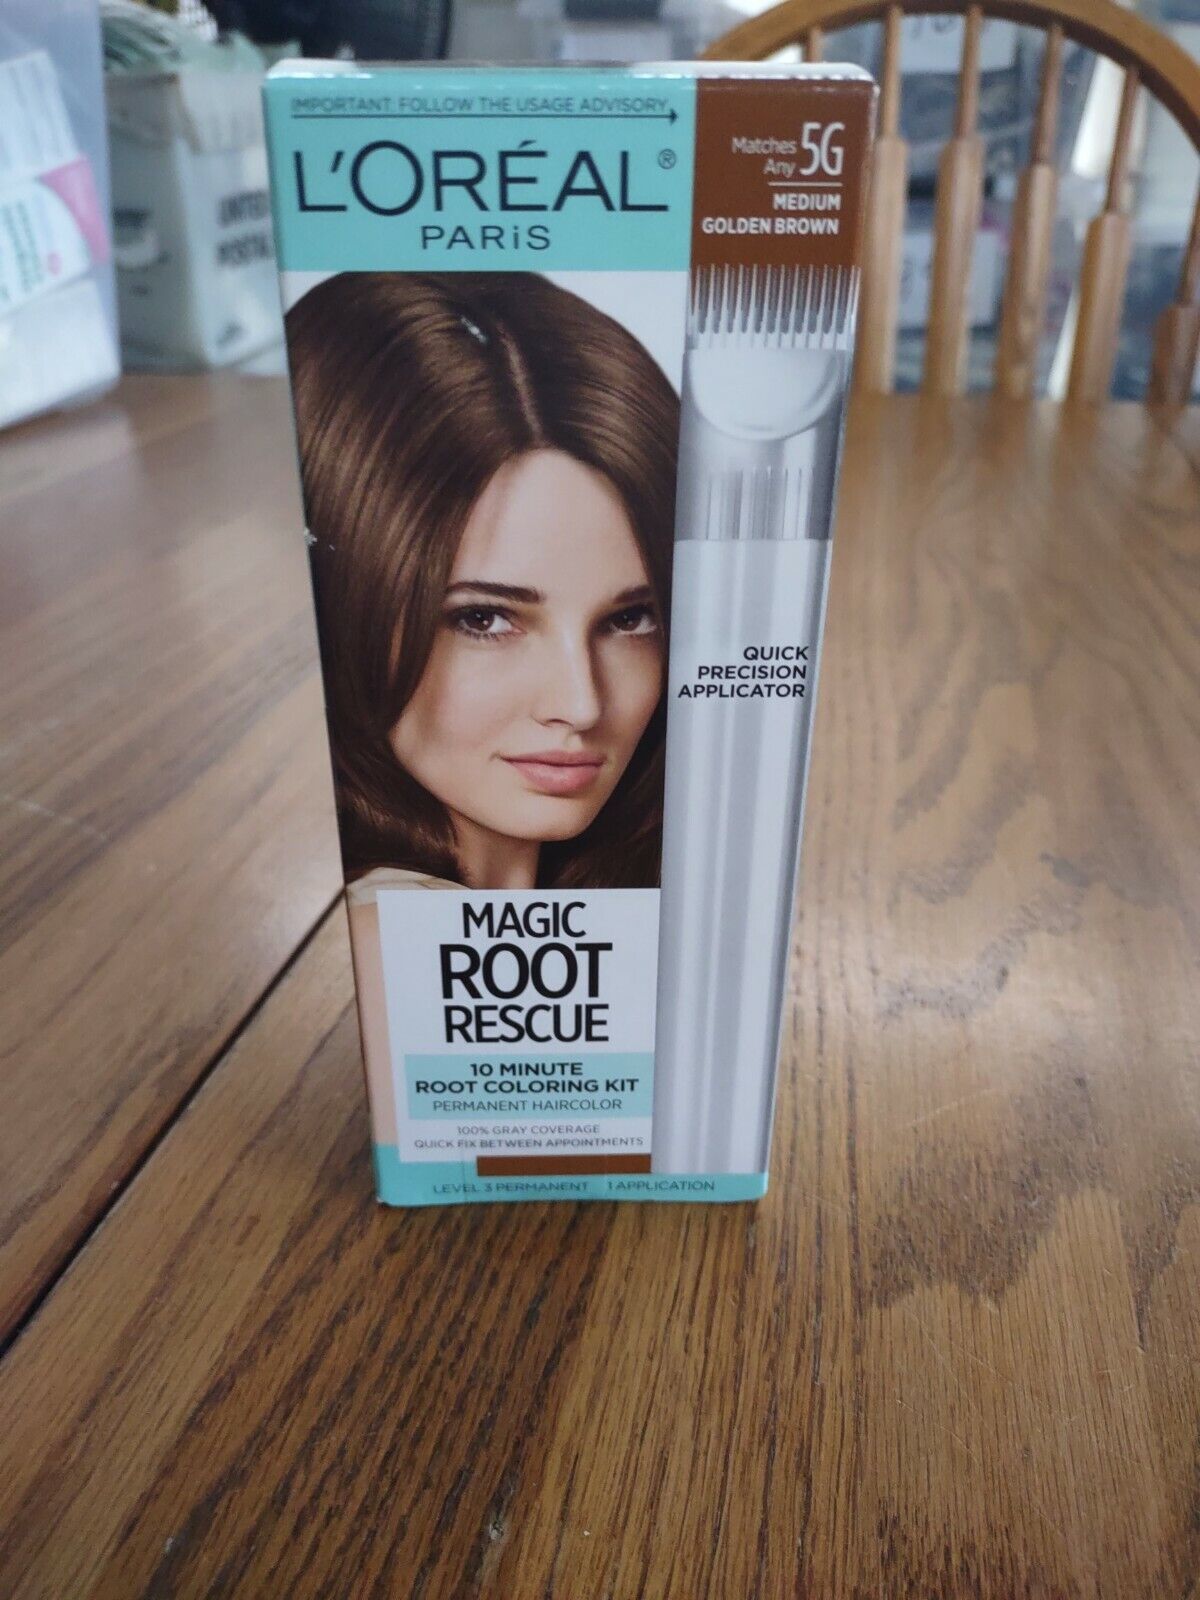 IMPORTANT: FOLLOW THE USAGE ADVISORY
L'ORÉAL®
PARiS
Matches
Any 5G
MEDIUM
GOLDEN BROWN
QUICK
PRECISION
APPLICATOR
MAGIC
ROOT
RESCUE
10 MINUTE
ROOT COLORING KIT
PERMANENT HAIRCOLOR
100% GRAY COVERAGE
QUICK FIX BETWEEN APPOINTMENTS
LEVEL 3 PERMANENT 1 APPLICATION